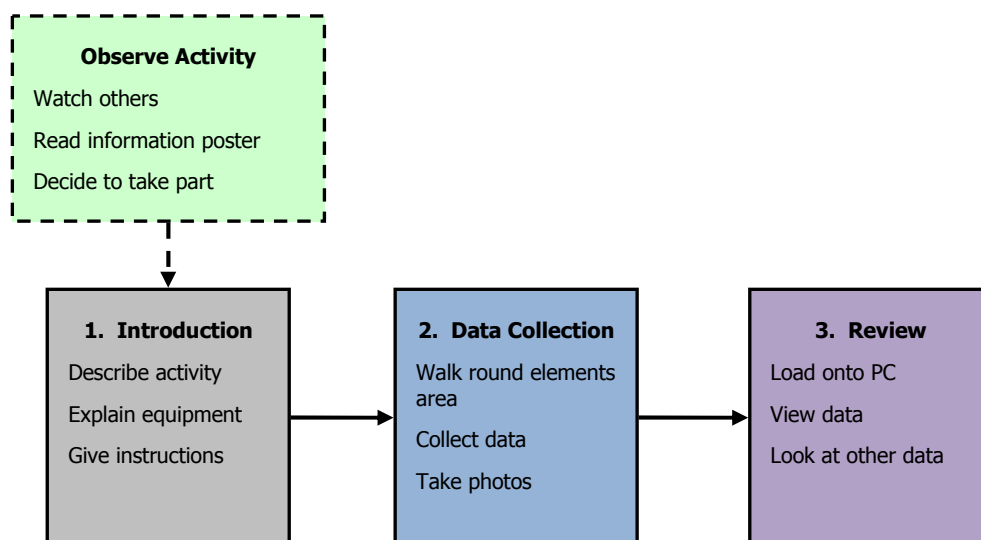 Observe Activity
Watch others
Read information poster
Decide to take part
1. Introduction
Describe activity
Explain equipment
Give instructions
2. Data Collection
Walk round elements
area
Collect data
Take photos
3. Review
Load onto PC
View data
Look at other data